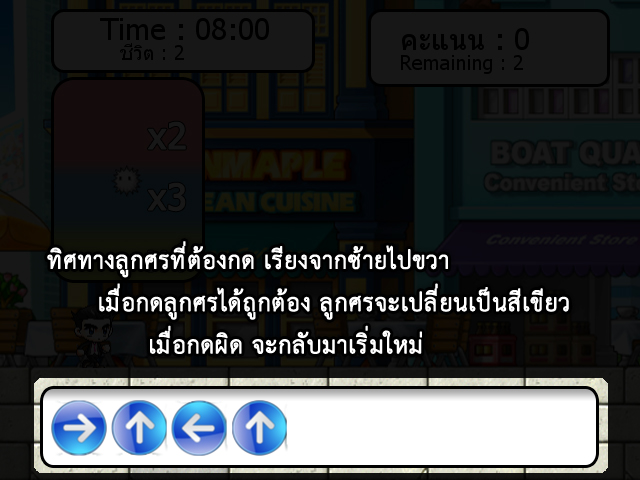 Time : 08:00
ชีวิต : 2
คะแนน : 0
Remaining : 2
x2
x3
NMAPLE
EAN CUISINE
BOAT QUA
Convenient Sto
Convenient Store
ทิศทางลูกศรที่ต้องกด เรียงจากซ้ายไปขวา
เมื่อกดลูกศรได้ถูกต้อง ลูกศรจะเปลี่ยนเป็นสีเขียว
เมื่อกดผิด จะกลับมาเริ่มใหม่